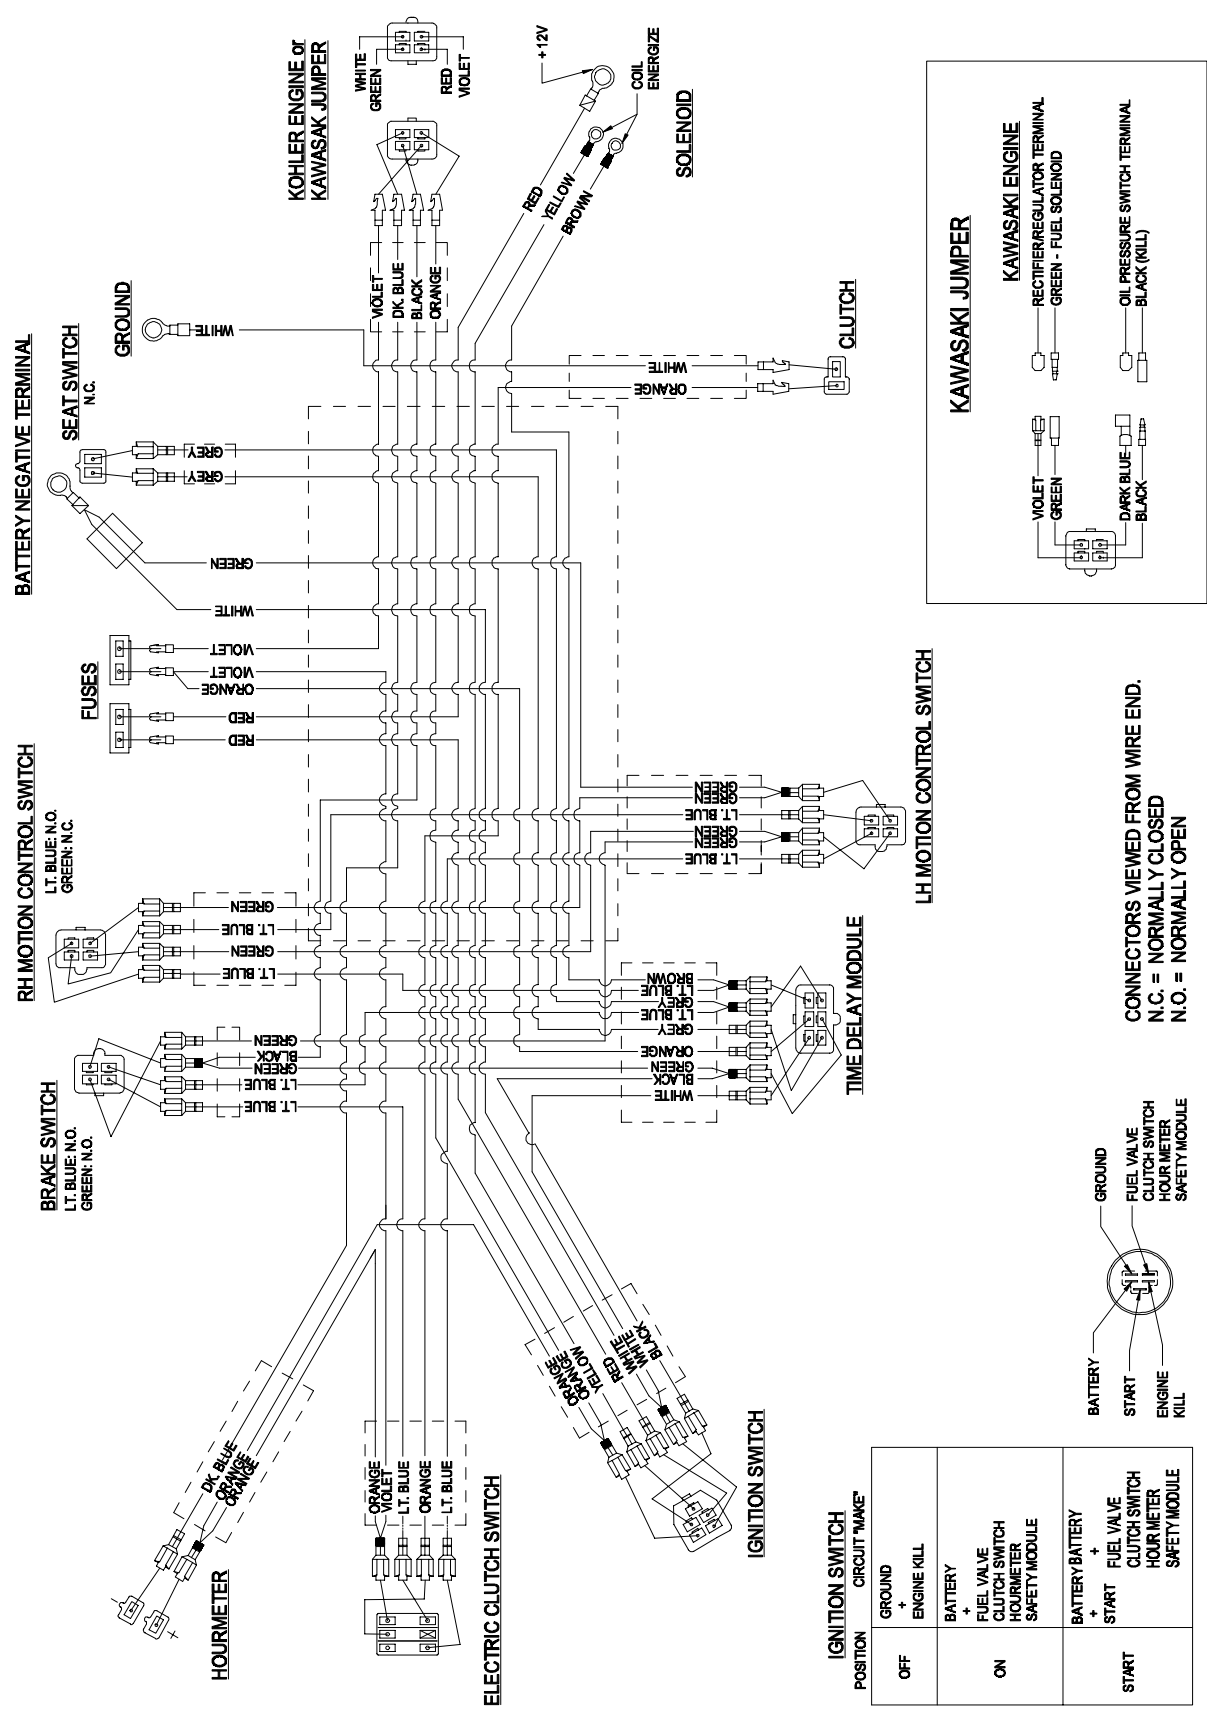 BATTERY NEGATIVE TERMINAL
SEAT SWITCH
N.C.
GROUND
WHITE
KOHLER ENGINE or
KAWASAK JUMPER
WHITE
GREEN
RED
VIOLET
VIOLET
DK. BLUE
BLACK
ORANGE
+ 12V
COIL
ENERGIZE
SOLENOID
RED
YELLOW
BROWN
GREY
GREY
GREEN
WHITE
FUSES
VIOLET
VIOLET
ORANGE
RED
RED
WHITE
ORANGE
CLUTCH
RH MOTION CONTROL SWITCH
LT. BLUE: N.O.
GREEN: N.C.
GREEN
LT. BLUE
GREEN
LT. BLUE
LH MOTION CONTROL SWITCH
GREEN
GREEN
LT. BLUE
GREEN
GREEN
LT. BLUE
BRAKE SWITCH
LT. BLUE: N.O.
GREEN: N.O.
GREEN
BLACK
GREEN
LT. BLUE
LT. BLUE
TIME DELAY MODULE
BROWN
LT. BLUE
GREY
LT. BLUE
GREY
ORANGE
GREEN
BLACK
WHITE
HOURMETER
DK. BLUE
ORANGE
ORANGE
-
+
ELECTRIC CLUTCH SWITCH
ORANGE
VIOLET
LT. BLUE
ORANGE
LT. BLUE
IGNITION SWITCH
ORANGE
ORANGE
YELLOW
RED
WHITE
WHITE
BLACK
KAWASAKI JUMPER
KAWASAKI ENGINE
RECTIFIER/REGULATOR TERMINAL
GREEN - FUEL SOLENOID
OIL PRESSURE SWITCH TERMINAL
BLACK (KILL)
VIOLET
GREEN
DARK BLUE
BLACK
CONNECTORS VIEWED FROM WIRE END.
N.C. = NORMALLY CLOSED
N.O. = NORMALLY OPEN
BATTERY
START
ENGINE
KILL
GROUND
FUEL VALVE
CLUTCH SWITCH
HOUR METER
SAFETY MODULE
IGNITION SWITCH
POSITION
CIRCUIT "MAKE"
OFF
GROUND
+
ENGINE KILL
ON
BATTERY
+
FUEL VALVE
CLUTCH SWITCH
HOURMETER
SAFETY MODULE
START
BATTERY BATTERY
+ +
START FUEL VALVE
CLUTCH SWITCH
HOUR METER
SAFETY MODULE